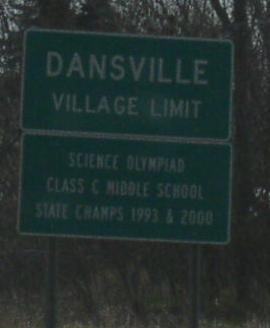 DANSVILLE
VILLAGE LIMIT
SCIENCE OLYMPIAD
CLASS C MIDDLE SCHOOL
STATE CHAMPS 1993 & 2000